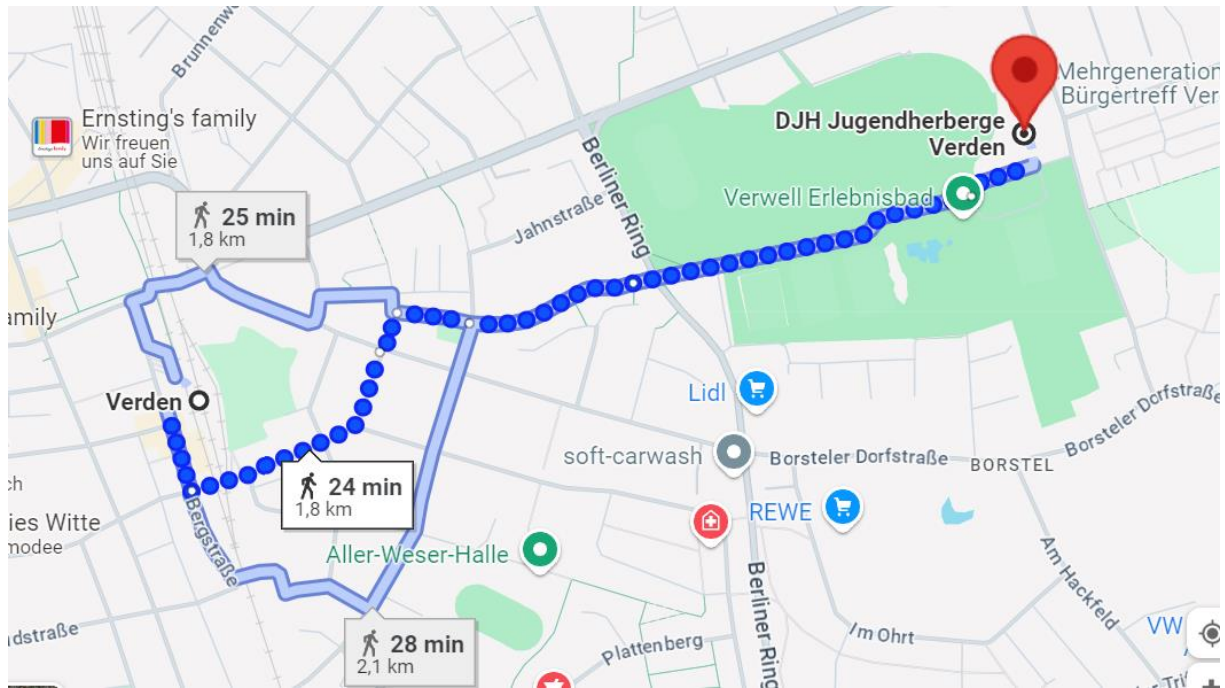 Brunnenw
Ernsting's family
Wir freuen
uns auf Sie
Mehrgeneration
Bürgertreff Ver
DJH Jugendherberge
Verden
Berliner Ring
Verwell Erlebnisbad
25 min
1,8 km
Jahnstraße
amily
Verden
Lidl
Borsteler Dorfstraße
soft-carwash
Borsteler Dorfstraße
BORSTEL
24 min
1,8 km
ch
Bergstraße
ies Witte
modee
REWE
Aller-Weser-Halle
Am Hackfeld
Berliner Ring
dstraße
28 min
2,1 km
Plattenberg
Im Ohrt
VW